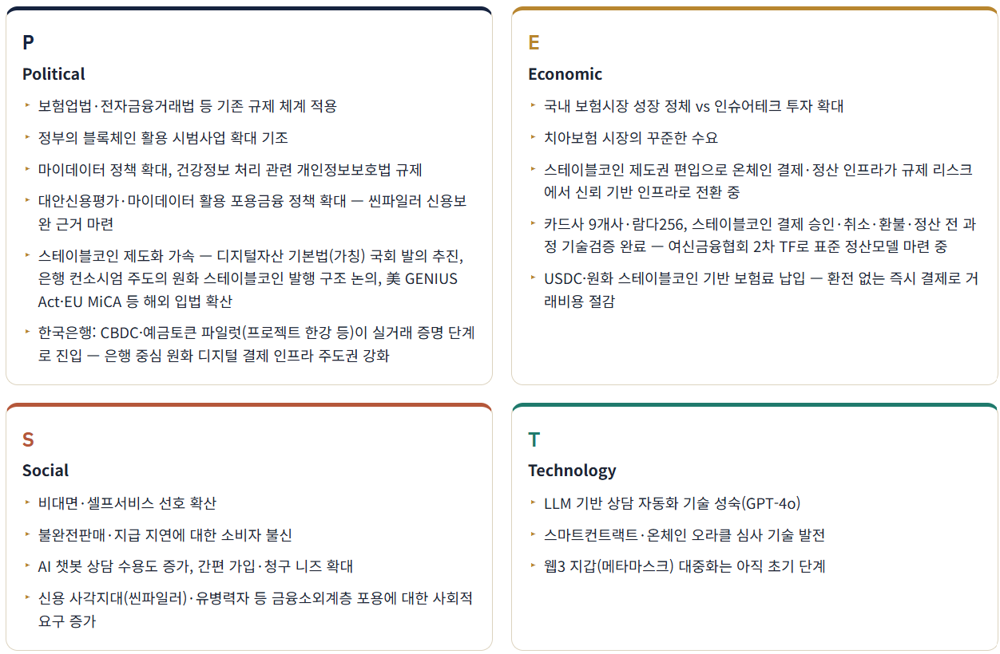 P
Political
▸ 보험업법·전자금융거래법 등 기존 규제 체계 적용
▸ 정부의 블록체인 활용 시범사업 확대 기조
▸ 마이데이터 정책 확대, 건강정보 처리 관련 개인정보보호법 규제
▸ 대안신용평가·마이데이터 활용 포용금융 정책 확대 — 씬파일러 신용보
완 근거 마련
▸ 스테이블코인 제도화 가속 — 디지털자산 기본법(가칭) 국회 발의 추진,
은행 컨소시엄 주도의 원화 스테이블코인 발행 구조 논의, 美 GENIUS
Act·EU MiCA 등 해외 입법 확산
▸ 한국은행: CBDC·예금토큰 파일럿(프로젝트 한강 등)이 실거래 증명 단계
로 진입 — 은행 중심 원화 디지털 결제 인프라 주도권 강화
E
Economic
▸ 국내 보험시장 성장 정체 vs 인슈어테크 투자 확대
▸ 치아보험 시장의 꾸준한 수요
▸ 스테이블코인 제도권 편입으로 온체인 결제·정산 인프라가 규제 리스크
에서 신뢰 기반 인프라로 전환 중
▸ 카드사 9개사·람다256, 스테이블코인 결제 승인·취소·환불·정산 전 과
정 기술검증 완료 — 여신금융협회 2차 TF로 표준 정산모델 마련 중
▸ USDC·원화 스테이블코인 기반 보험료 납입 — 환전 없는 즉시 결제로 거
래비용 절감
S
Social
▸ 비대면·셀프서비스 선호 확산
▸ 불완전판매·지급 지연에 대한 소비자 불신
▸ AI 챗봇 상담 수용도 증가, 간편 가입·청구 니즈 확대
▸ 신용 사각지대(씬파일러)·유병력자 등 금융소외계층 포용에 대한 사회적
요구 증가
T
Technology
▸ LLM 기반 상담 자동화 기술 성숙(GPT-4o)
▸ 스마트컨트랙트·온체인 오라클 심사 기술 발전
▸ 웹3 지갑(메타마스크) 대중화는 아직 초기 단계